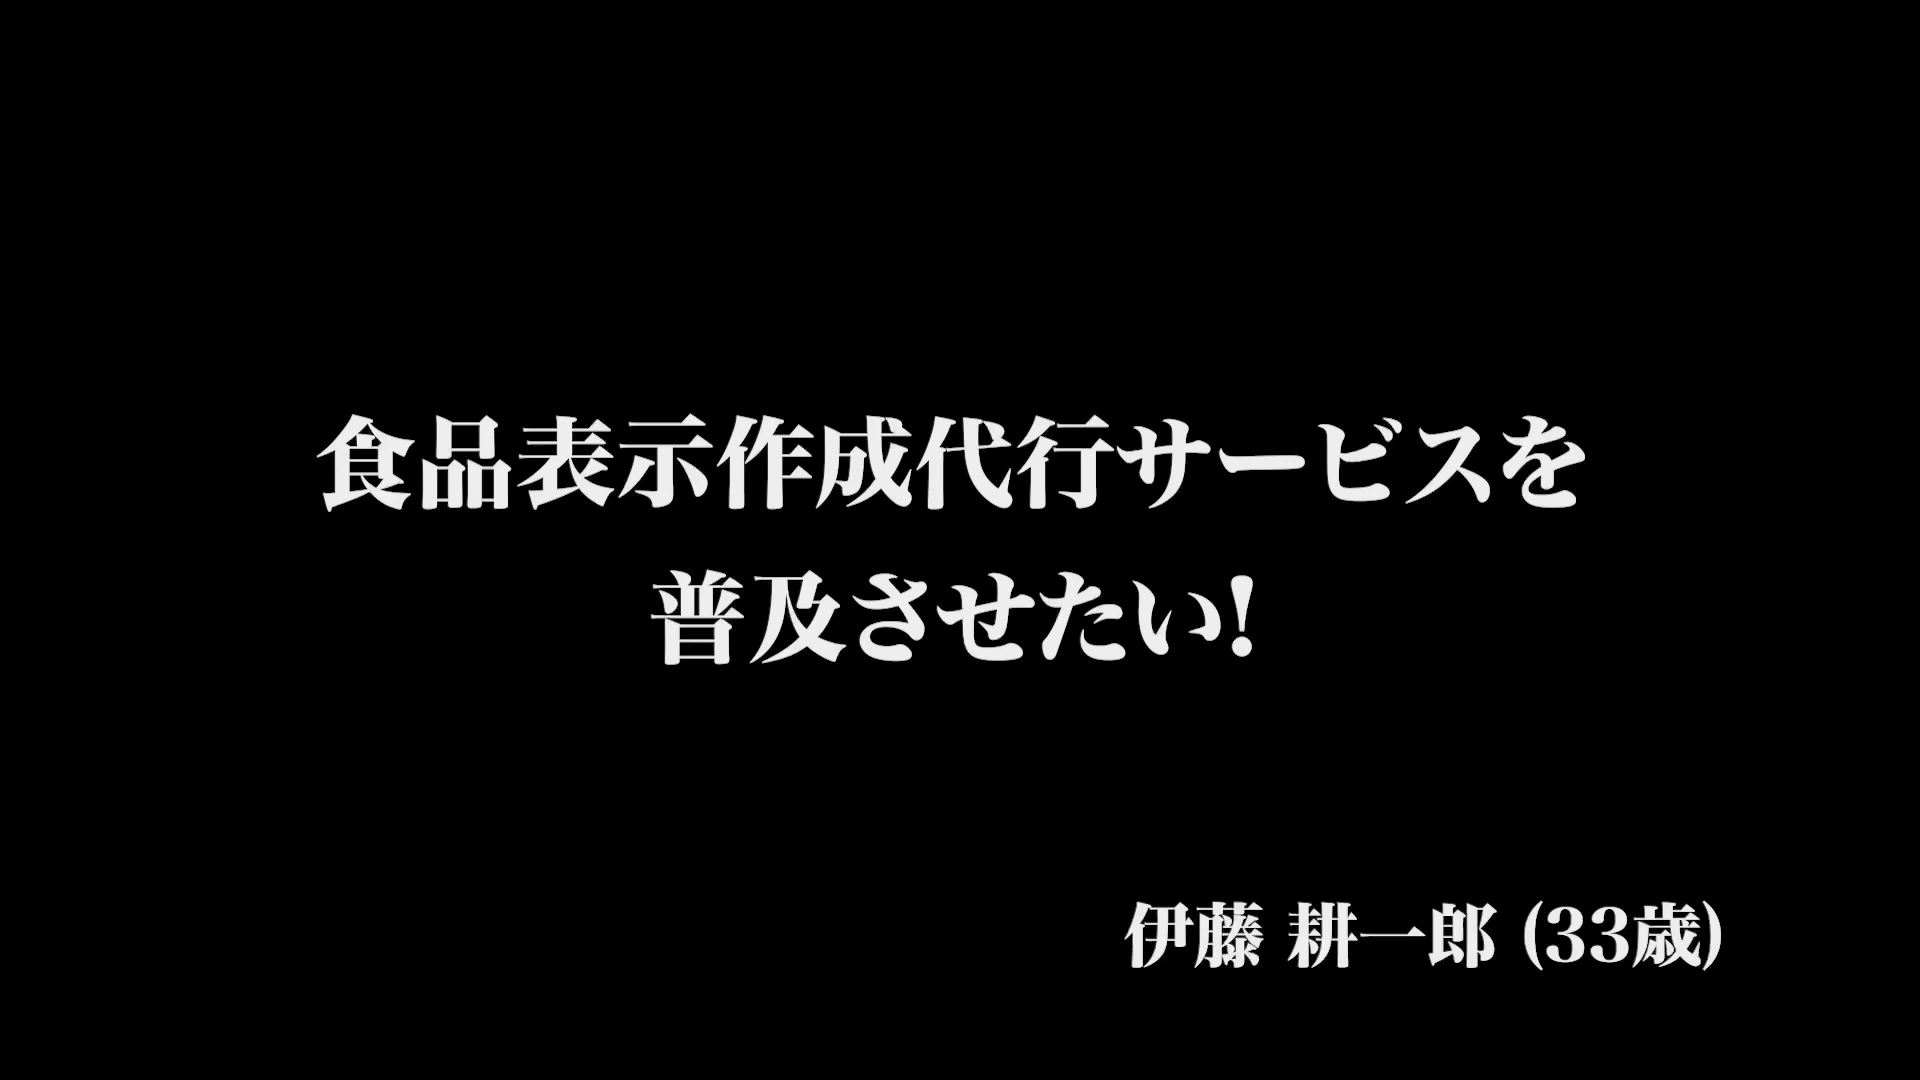 食品表示作成代行サービスを
普及させたい!
伊藤 耕一郎 (33歳)